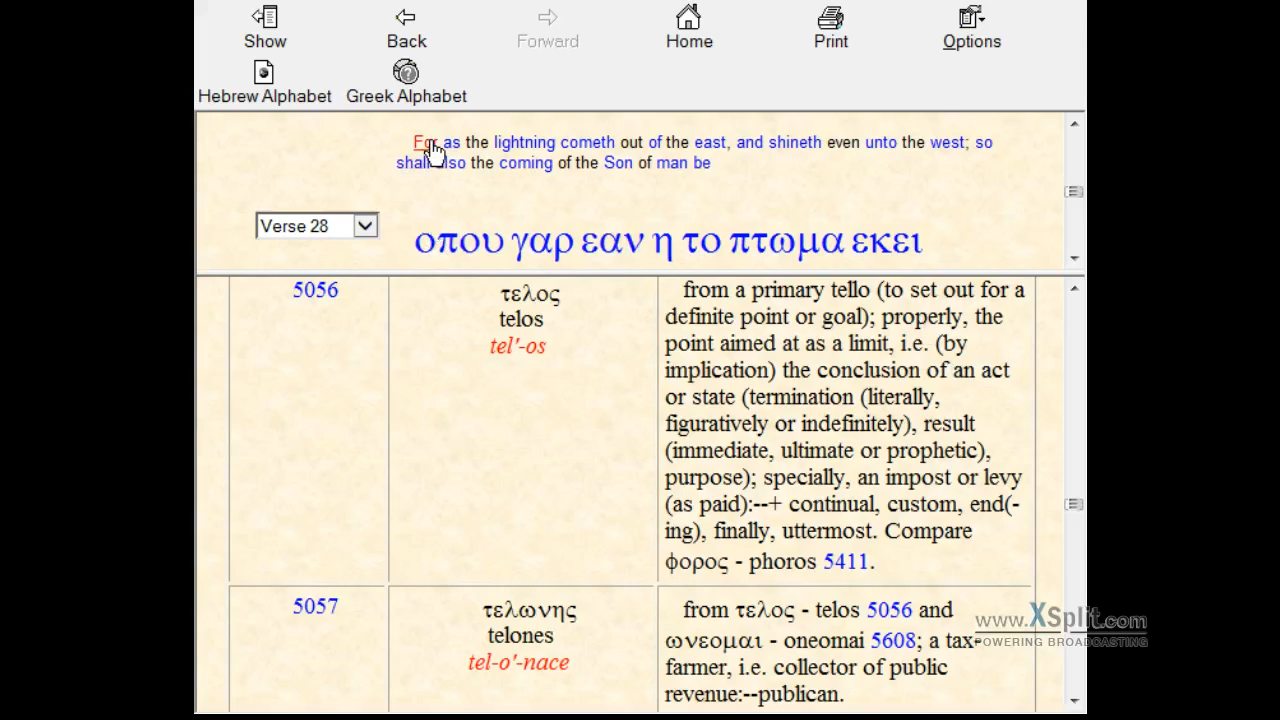 Show Back Forward Home Print Options
Hebrew Alphabet Greek Alphabet
For as the lightning cometh out of the east, and shineth even unto the west; so
shall also the coming of the Son of man be
Verse 28
οπου γαρ εαν η το πτωμα εκει
5056
τελος
telos
tel'-os
from a primary tello (to set out for a
definite point or goal); properly, the
point aimed at as a limit, i.e. (by
implication) the conclusion of an act
or state (termination (literally,
figuratively or indefinitely), result
(immediate, ultimate or prophetic),
purpose); specially, an impost or levy
(as paid):--+ continual, custom, end(-
ing), finally, uttermost. Compare
φορος - phoros 5411.
5057
τελωνης
telones
tel-o'-nace
from τελος - telos 5056 and
ωνεομαι - oneomai 5608; a tax-
farmer, i.e. collector of public
revenue:--publican.
www.XSplit.com
POWERING BROADCASTING